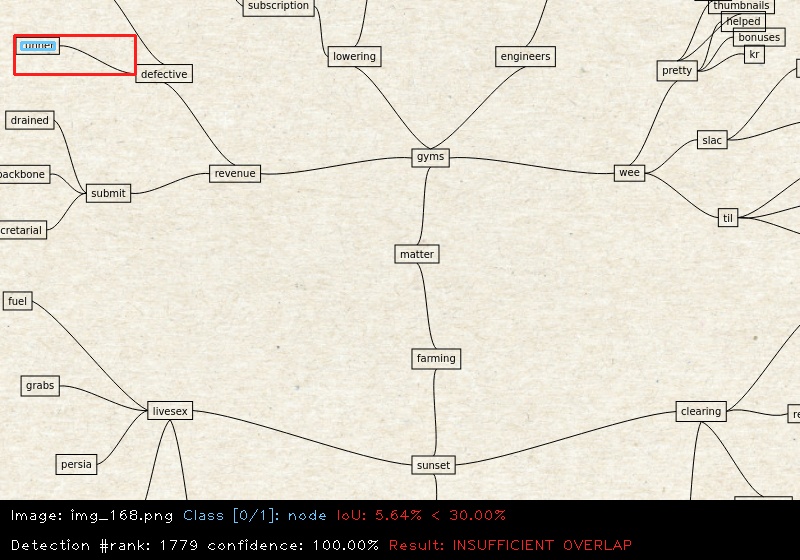 thumbnails
subscription
helped
bonuses
kr
lowering
engineers
pretty
defective
drained
slac
gyms
backbone
revenue
wee
submit
til
cretarial
matter
fuel
farming
grabs
livesex
clearing
re
persia
sunset
Image: img_168.png Class [0/1]: node IoU: 5.64% < 30.00%
Detection #rank: 1779 confidence: 100.00% Result: INSUFFICIENT OVERLAP